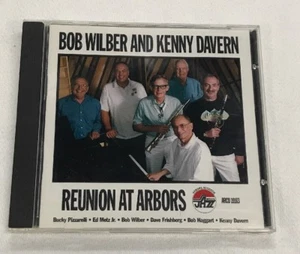 BOB WILBER AND KENNY DAVERN
REUNION AT ARBORS
JAZZ
Bucky Pizzarelli • Ed Metz Jr. • Bob Wilber • Dave Frishberg • Bob Haggart • Kenny Davern